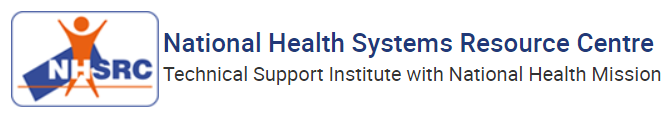 NHSRC
National Health Systems Resource Centre
Technical Support Institute with National Health Mission